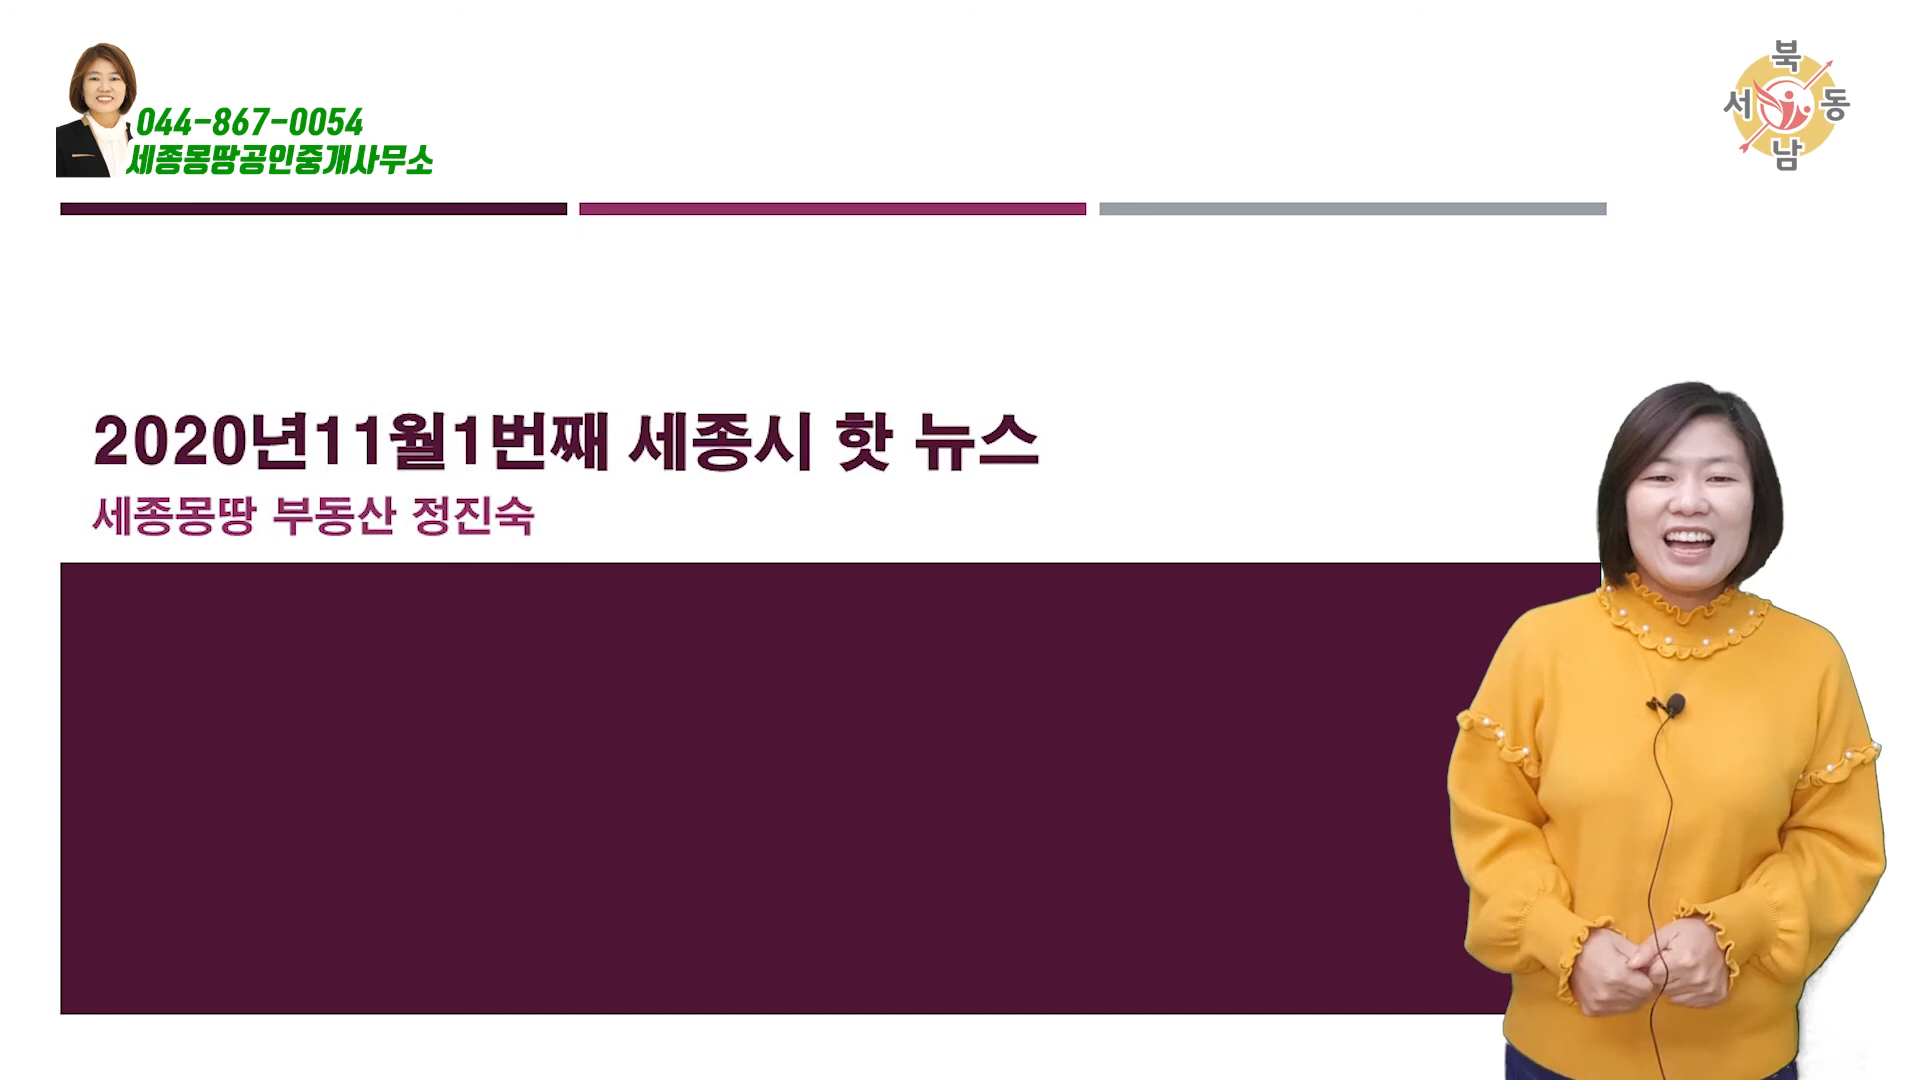 044-867-0054
세종몽땅공인중개사무소
북
서 동
남
2020년11월1번째 세종시 핫 뉴스
세종몽땅 부동산 정진숙